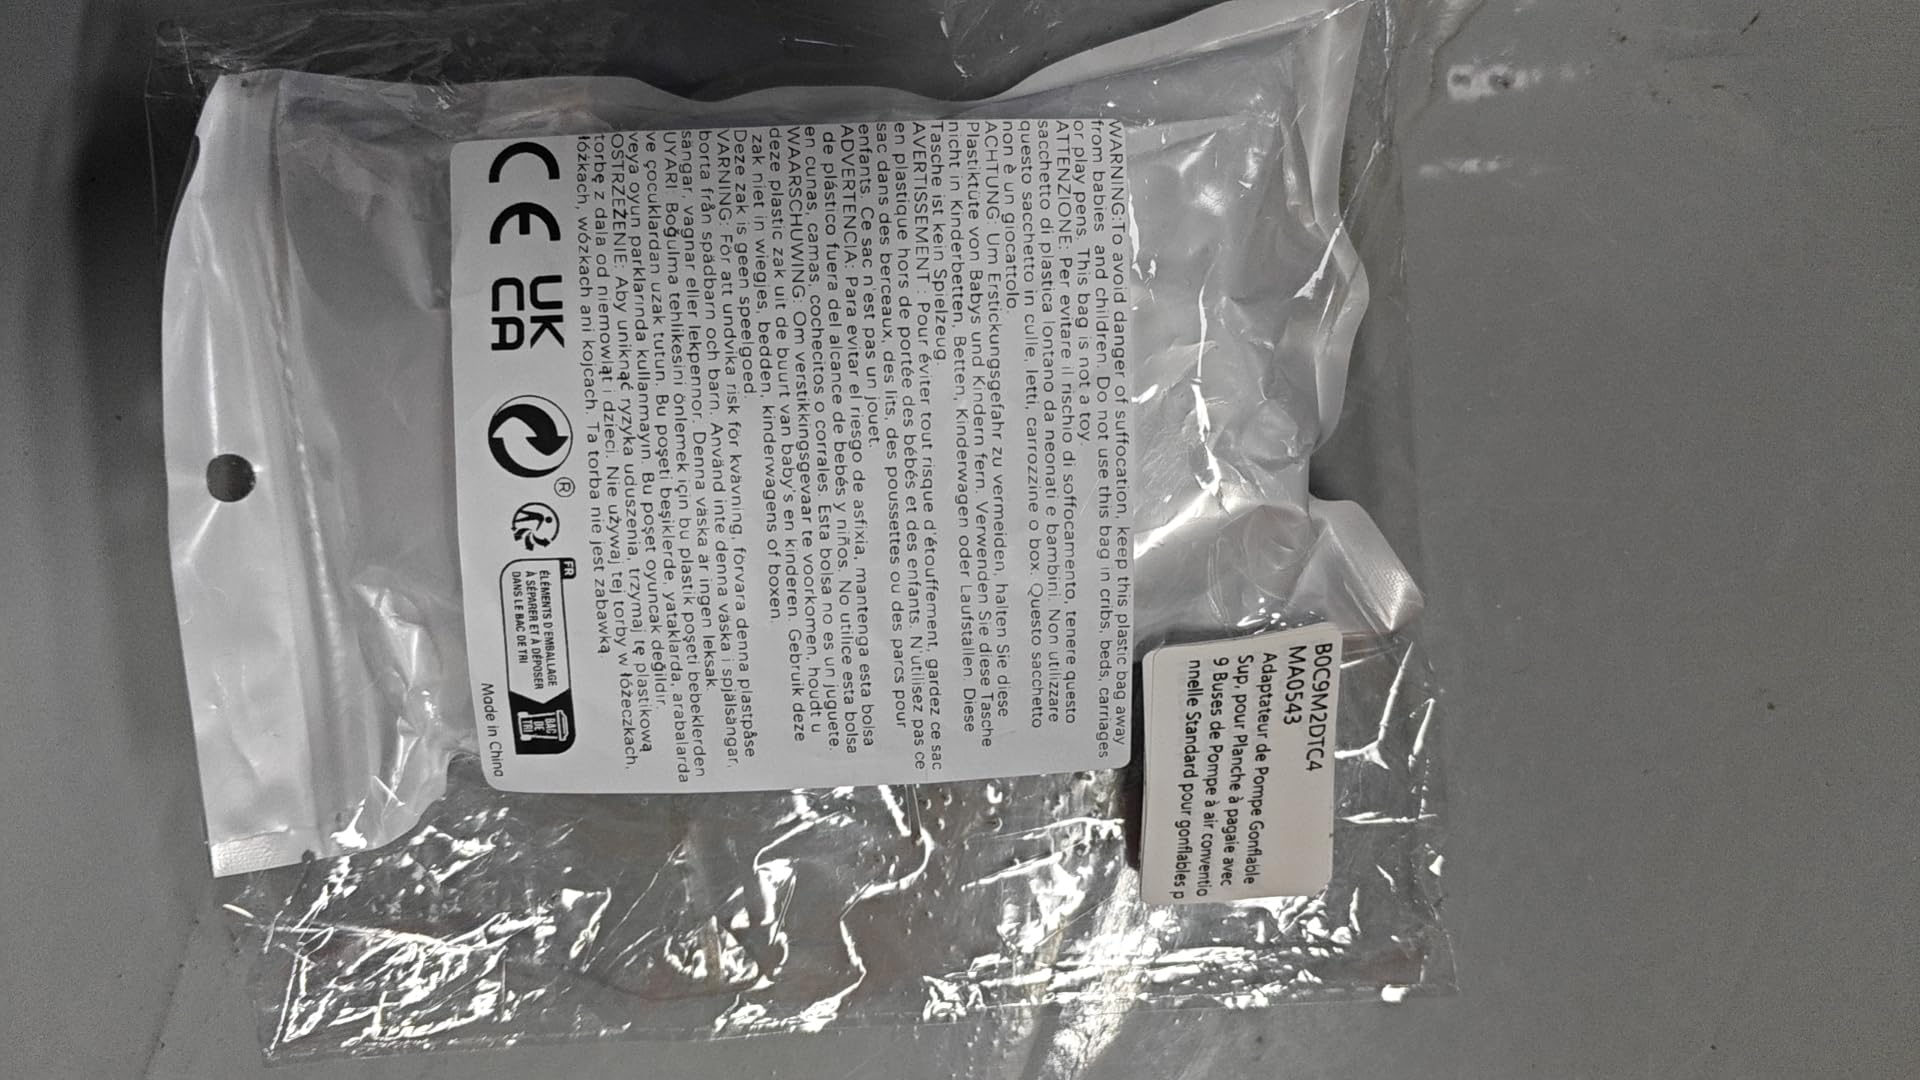 WARNING:To avoid danger of suffocation, keep this plastic bag away
from babies and children. Do not use this bag in cribs, beds, carriages
or play pens. This bag is not a toy.
ATTENZIONE: Per evitare il rischio di soffocamento, tenere questo
sacchetto di plastica lontano da neonati e bambini. Non utilizzare
questo sacchetto in culle, letti, carrozzine o box. Questo sacchetto
non è un giocattolo.
ACHTUNG: Um Erstickungsgefahr zu vermeiden, halten Sie diese
Plastiktüte von Babys und Kindern fern. Verwenden Sie diese Tasche
nicht in Kinderbetten, Betten, Kinderwagen oder Laufställen. Diese
Tasche ist kein Spielzeug.
AVERTISSEMENT : Pour éviter tout risque d'étouffement, gardez ce sac
en plastique hors de portée des bébés et des enfants. N'utilisez pas ce
sac dans des berceaux, des lits, des poussettes ou des parcs pour
enfants. Ce sac n'est pas un jouet.
ADVERTENCIA: Para evitar el riesgo de asfixia, mantenga esta bolsa
de plástico fuera del alcance de bebés y niños. No utilice esta bolsa
en cunas, camas, cochecitos o corrales. Esta bolsa no es un juguete.
WAARSCHUWING: Om verstikkingsgevaar te voorkomen, houdt u
deze plastic zak uit de buurt van baby's en kinderen. Gebruik deze
zak niet in wiegjes, bedden, kinderwagens of boxen.
Deze zak is geen speelgoed.
VARNING: För att undvika risk för kvävning, förvara denna plastpåse
borta från spädbarn och barn. Använd inte denna väska i spjälsängar,
sängar, vagnar eller lekpennor. Denna väska är ingen leksak.
UYARI: Boğulma tehlikesini önlemek için bu plastik poşeti bebeklerden
ve çocuklardan uzak tutun. Bu poşeti beşiklerde, yataklarda, arabalarda
veya oyun parklarında kullanmayın. Bu poşet oyuncak değildir.
OSTRZEŻENIE: Aby uniknąć ryzyka uduszenia, trzymaj tę plastikową
torbę z dala od niemowląt i dzieci. Nie używaj tej torby w łóżeczkach,
łóżkach, wózkach ani kojcach. Ta torba nie jest zabawką.
CE
UK
CA
®
FR
ÉLÉMENTS D'EMBALLAGE
À SÉPARER ET À DÉPOSER
DANS LE BAC DE TRI
BAC
DE
TRI
Made in China
B0C9M2DTC4
MA0543
Adaptateur de Pompe Gonflable
Sup, pour Planche à pagaie avec
9 Buses de Pompe à air conventio
nnelle Standard pour gonflables p